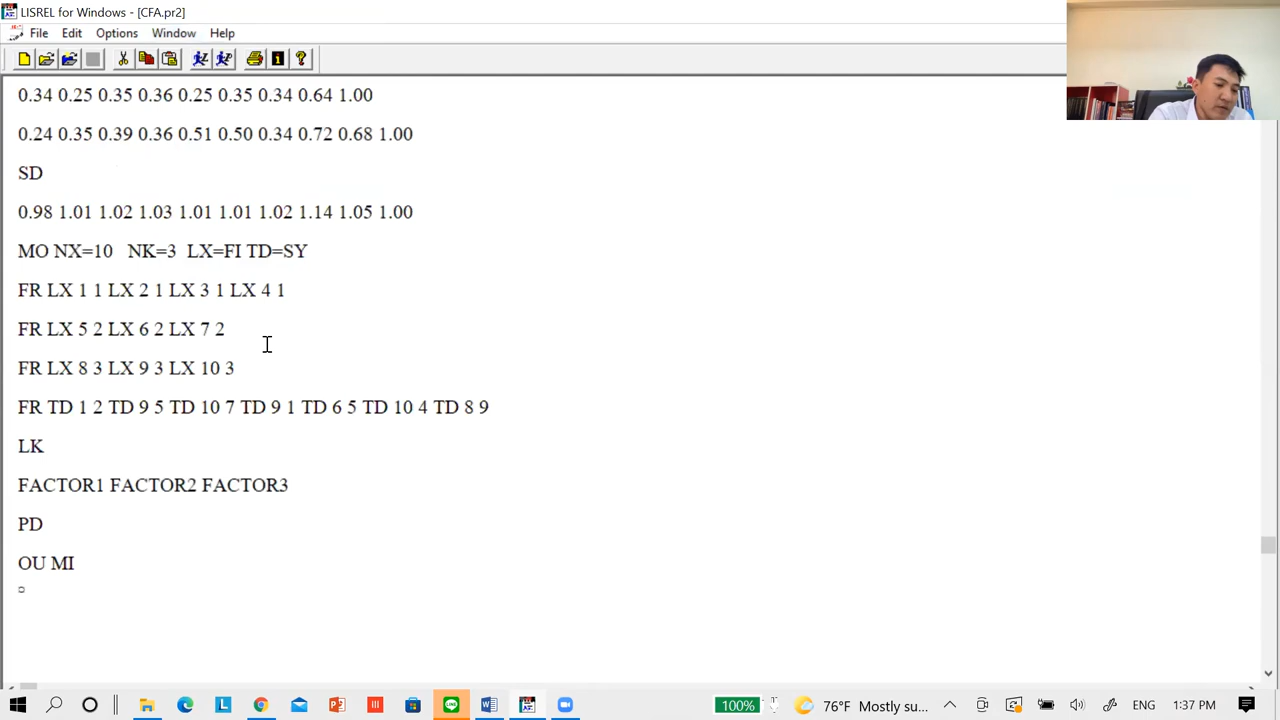 LISREL for Windows - [CFA.pr2]
File Edit Options Window Help
0.34 0.25 0.35 0.36 0.25 0.35 0.34 0.64 1.00
0.24 0.35 0.39 0.36 0.51 0.50 0.34 0.72 0.68 1.00
SD
0.98 1.01 1.02 1.03 1.01 1.01 1.02 1.14 1.05 1.00
MO NX=10 NK=3 LX=FI TD=SY
FR LX 1 1 LX 2 1 LX 3 1 LX 4 1
FR LX 5 2 LX 6 2 LX 7 2
FR LX 8 3 LX 9 3 LX 10 3
FR TD 1 2 TD 9 5 TD 10 7 TD 9 1 TD 6 5 TD 10 4 TD 8 9
LK
FACTOR1 FACTOR2 FACTOR3
PD
OU MI
100% 76°F Mostly su... ENG 1:37 PM